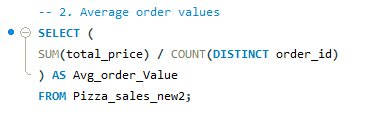 -- 2. Average order values
SELECT (
SUM(total_price) / COUNT(DISTINCT order_id)
) AS Avg_order_Value
FROM Pizza_sales_new2;